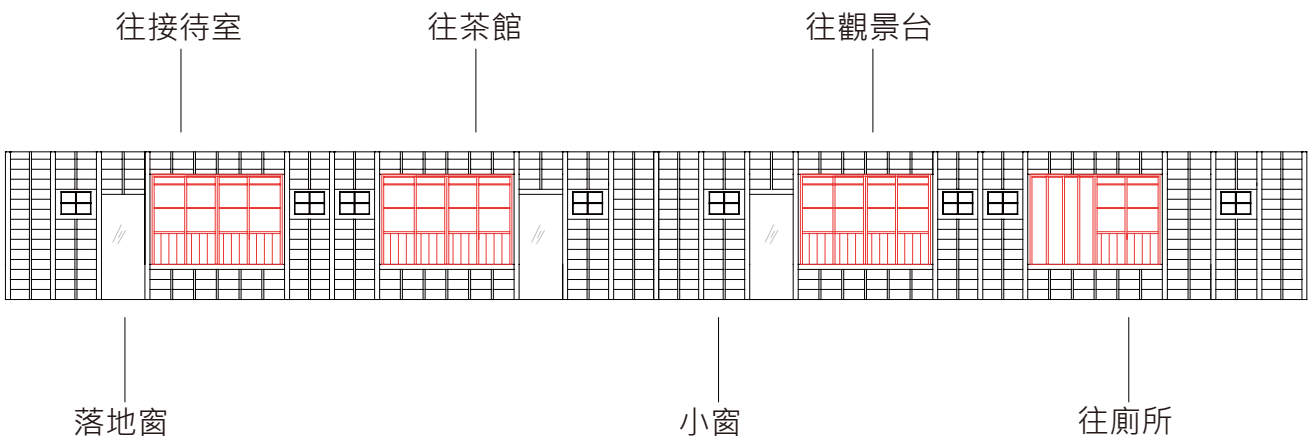 往接待室
往茶館
往觀景台
落地窗
小窗
往廁所